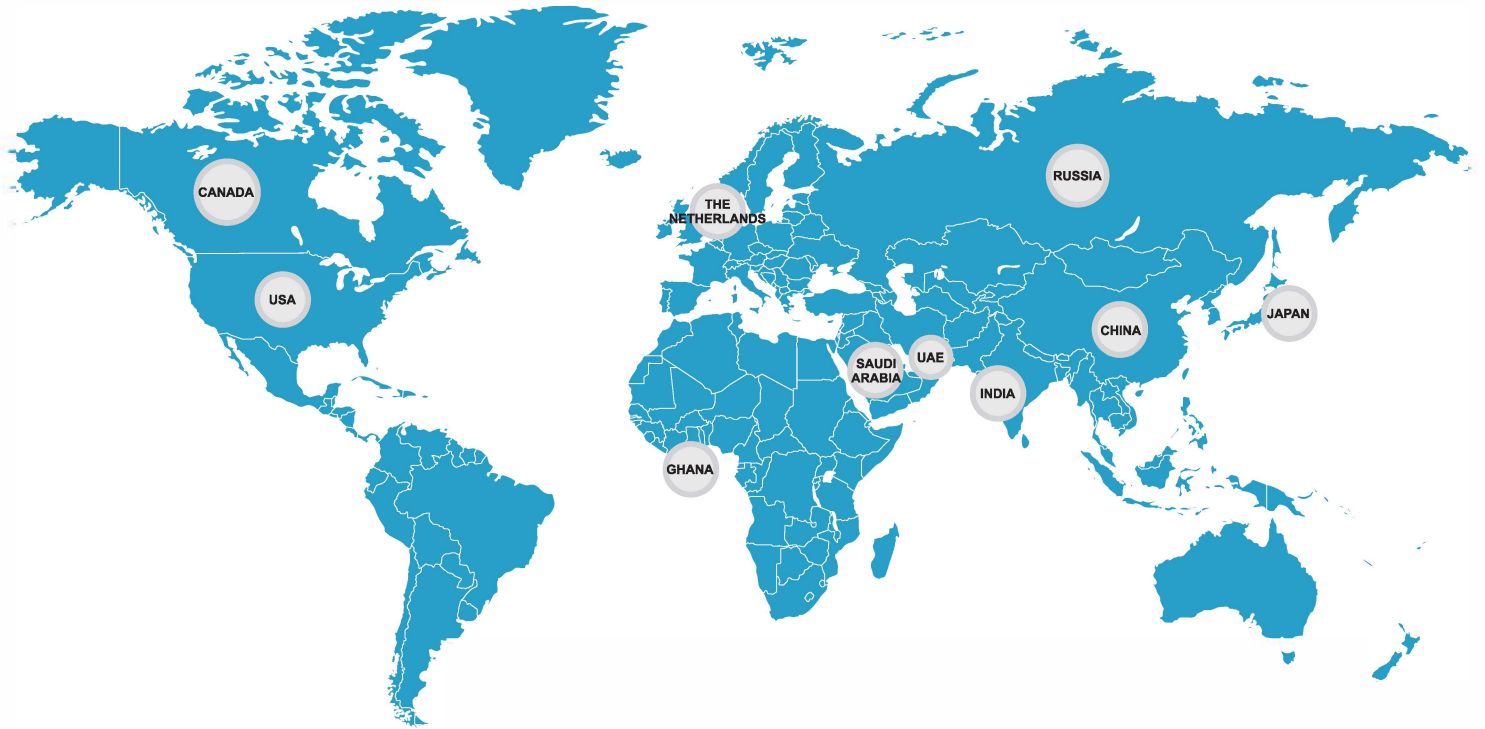 CANADA
RUSSIA
THE
NETHERLANDS
USA
JAPAN
CHINA
UAE
SAUDI
ARABIA
INDIA
GHANA